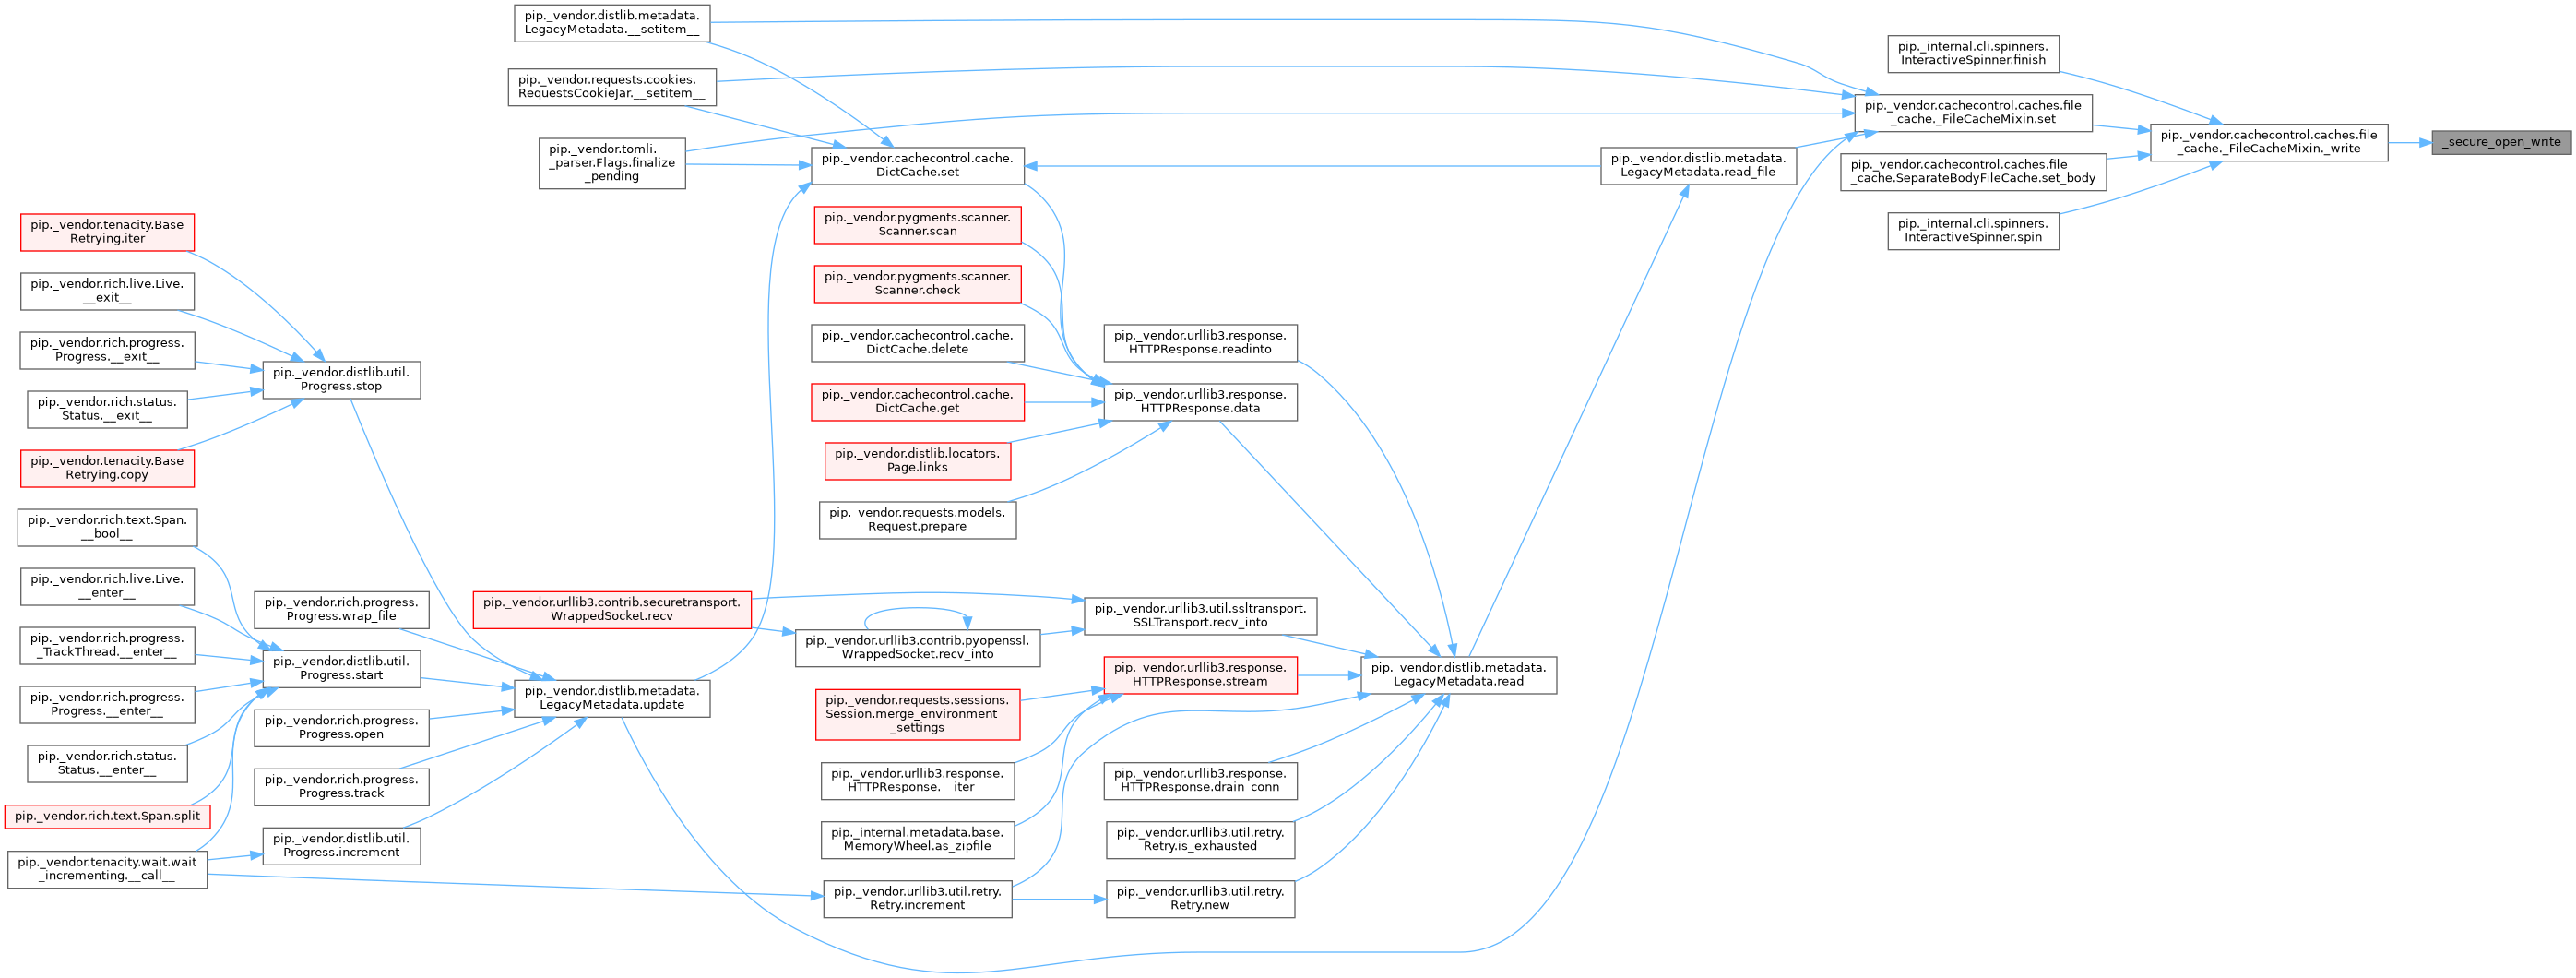 pip._vendor.distlib.metadata.
LegacyMetadata.__setitem__
pip._vendor.requests.cookies.
RequestsCookieJar.__setitem__
pip._vendor.tomli.
_parser.Flags.finalize
_pending
pip._vendor.cachecontrol.cache.
DictCache.set
pip._vendor.distlib.metadata.
LegacyMetadata.read_file
pip._internal.cli.spinners.
InteractiveSpinner.finish
pip._vendor.cachecontrol.caches.file
_cache._FileCacheMixin.set
pip._vendor.cachecontrol.caches.file
_cache.SeparateBodyFileCache.set_body
pip._internal.cli.spinners.
InteractiveSpinner.spin
pip._vendor.cachecontrol.caches.file
_cache._FileCacheMixin._write
_secure_open_write
pip._vendor.pygments.scanner.
Scanner.scan
pip._vendor.pygments.scanner.
Scanner.check
pip._vendor.cachecontrol.cache.
DictCache.delete
pip._vendor.cachecontrol.cache.
DictCache.get
pip._vendor.distlib.locators.
Page.links
pip._vendor.requests.models.
Request.prepare
pip._vendor.urllib3.response.
HTTPResponse.readinto
pip._vendor.urllib3.response.
HTTPResponse.data
pip._vendor.tenacity.Base
Retrying.iter
pip._vendor.rich.live.Live.
__exit__
pip._vendor.rich.progress.
Progress.__exit__
pip._vendor.rich.status.
Status.__exit__
pip._vendor.tenacity.Base
Retrying.copy
pip._vendor.distlib.util.
Progress.stop
pip._vendor.rich.text.Span.
__bool__
pip._vendor.rich.live.Live.
__enter__
pip._vendor.rich.progress.
_TrackThread.__enter__
pip._vendor.rich.progress.
Progress.__enter__
pip._vendor.rich.status.
Status.__enter__
pip._vendor.rich.text.Span.split
pip._vendor.tenacity.wait.wait
_incrementing.__call__
pip._vendor.rich.progress.
Progress.wrap_file
pip._vendor.distlib.util.
Progress.start
pip._vendor.rich.progress.
Progress.open
pip._vendor.rich.progress.
Progress.track
pip._vendor.distlib.util.
Progress.increment
pip._vendor.urllib3.contrib.securetransport.
WrappedSocket.recv
pip._vendor.distlib.metadata.
LegacyMetadata.update
pip._vendor.urllib3.contrib.pyopenssl.
WrappedSocket.recv_into
pip._vendor.requests.sessions.
Session.merge_environment
_settings
pip._vendor.urllib3.response.
HTTPResponse.__iter__
pip._internal.metadata.base.
MemoryWheel.as_zipfile
pip._vendor.urllib3.util.retry.
Retry.increment
pip._vendor.urllib3.util.ssltransport.
SSLTransport.recv_into
pip._vendor.urllib3.response.
HTTPResponse.stream
pip._vendor.urllib3.response.
HTTPResponse.drain_conn
pip._vendor.urllib3.util.retry.
Retry.is_exhausted
pip._vendor.urllib3.util.retry.
Retry.new
pip._vendor.distlib.metadata.
LegacyMetadata.read